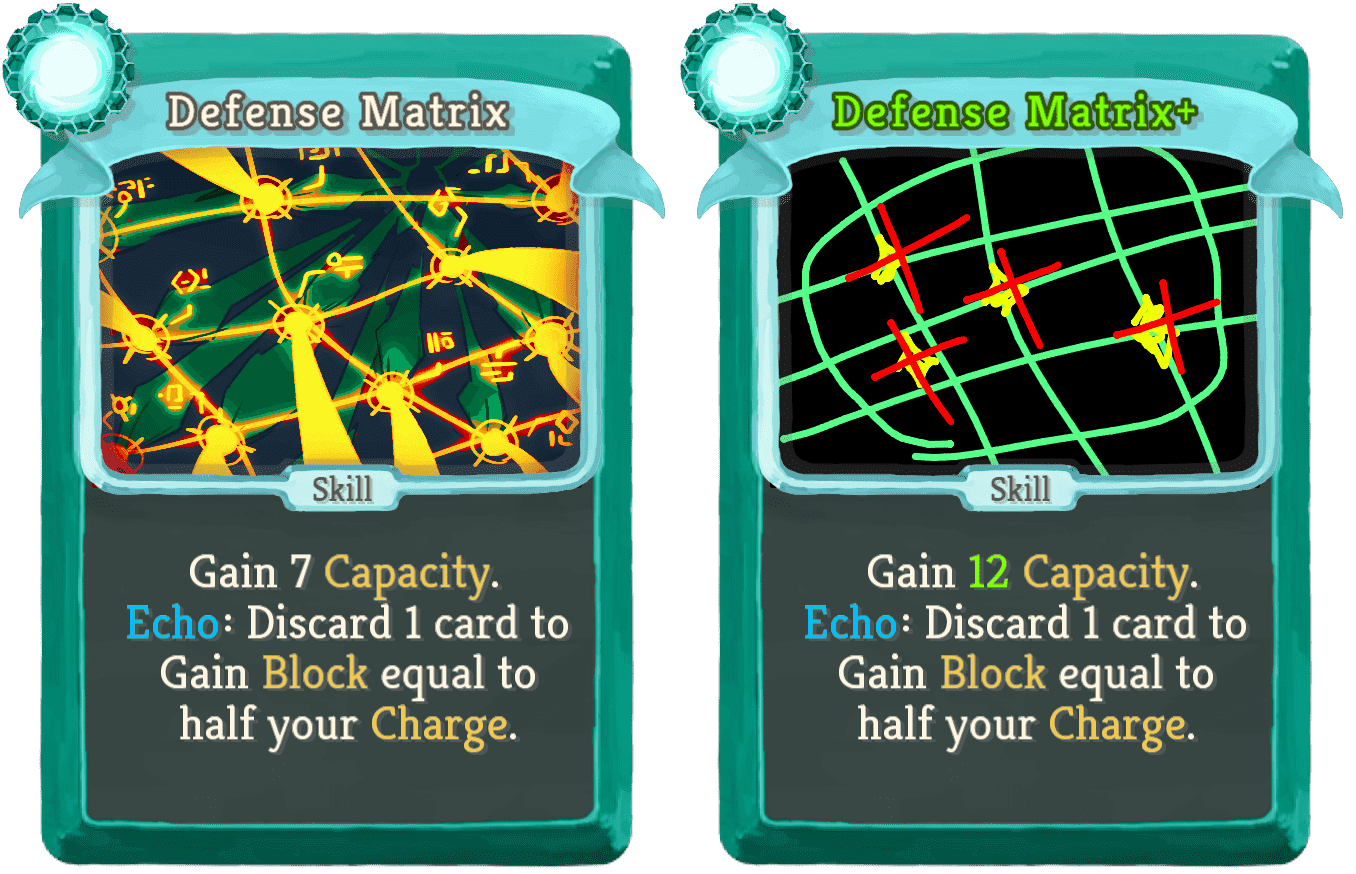 Defense Matrix
Skill
Gain 7 Capacity.
Echo: Discard 1 card to
Gain Block equal to
half your Charge.
Defense Matrix+
Skill
Gain 12 Capacity.
Echo: Discard 1 card to
Gain Block equal to
half your Charge.